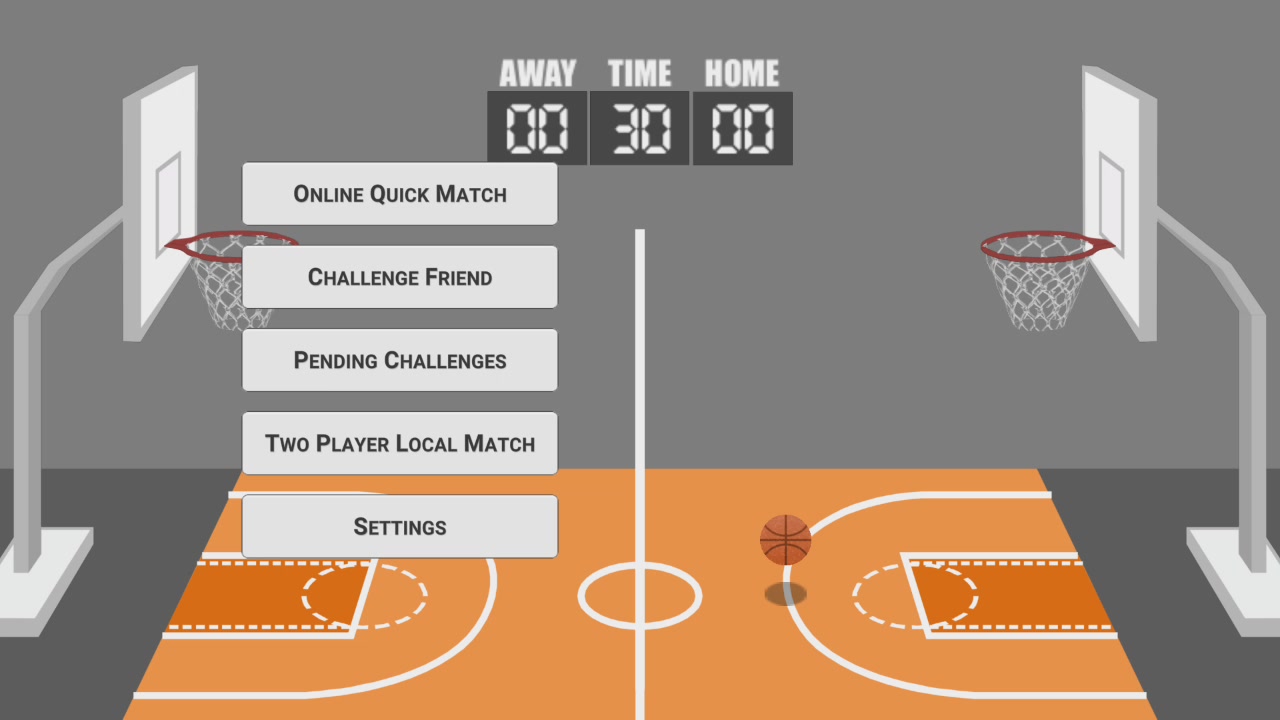 AWAY TIME HOME
00 30 00
Online Quick Match
Challenge Friend
Pending Challenges
Two Player Local Match
Settings